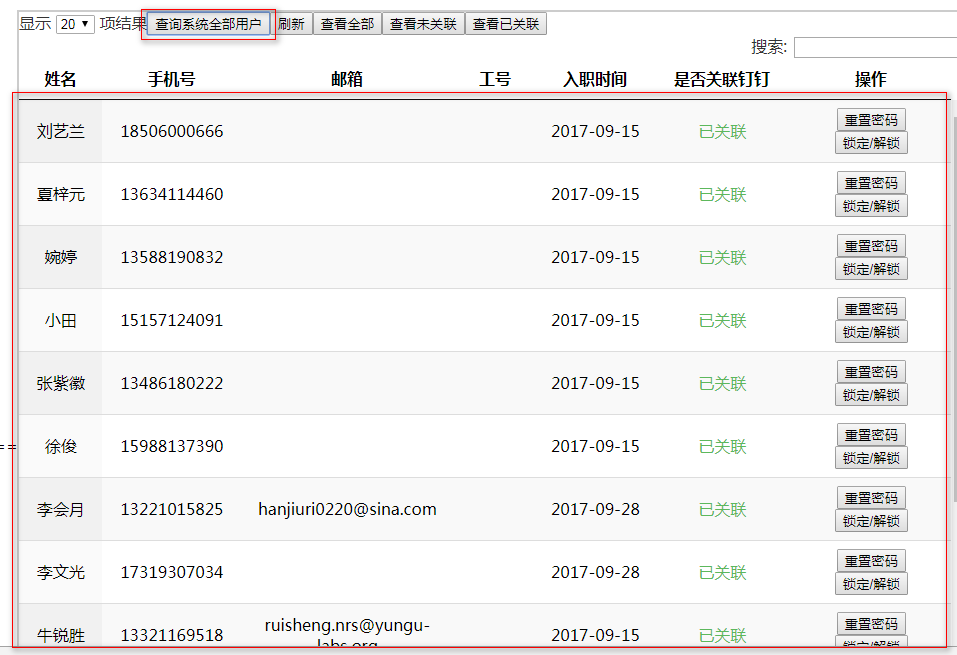 显示 20 项结果 查询系统全部用户 刷新 查看全部 查看未关联 查看已关联
搜索:
姓名 手机号 邮箱 工号 入职时间 是否关联钉钉 操作
刘艺兰 18506000666 2017-09-15 已关联 重置密码
锁定/解锁
夏梓元 13634114460 2017-09-15 已关联 重置密码
锁定/解锁
婉婷 13588190832 2017-09-15 已关联 重置密码
锁定/解锁
小田 15157124091 2017-09-15 已关联 重置密码
锁定/解锁
张紫徽 13486180222 2017-09-15 已关联 重置密码
锁定/解锁
徐俊 15988137390 2017-09-15 已关联 重置密码
锁定/解锁
李会月 13221015825 hanjiuri0220@sina.com 2017-09-28 已关联 重置密码
锁定/解锁
李文光 17319307034 2017-09-28 已关联 重置密码
锁定/解锁
牛锐胜 13321169518 ruisheng.nrs@yungu- 2017-09-15 已关联 重置密码
labs.org 锁定/解锁